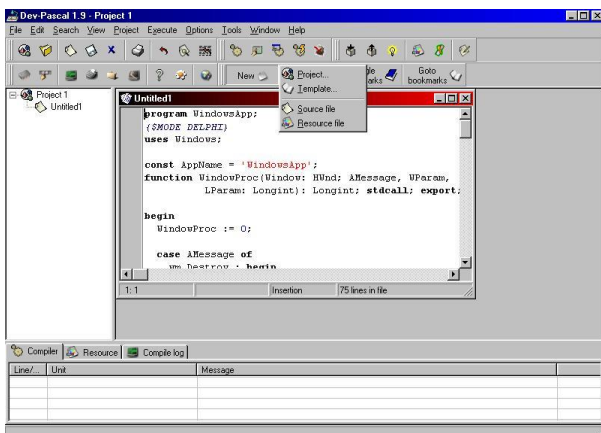 Dev-Pascal 1.9 - Project 1
File Edit Search View Project Execute Options Tools Window Help
New
Project...
Template...
Source file
Resource file
Goto
bookmarks
Project 1
Untitled1
Untitled1
program WindowsApp;
{$MODE DELPHI}
uses Windows;
const AppName = 'WindowsApp';
function WindowProc(Window: HWnd; AMessage, WParam,
LParam: Longint): Longint; stdcall; export;
begin
WindowProc := 0;
case AMessage of
wm_Destroy : begin
1: 1 Insertion 75 lines in file
Compiler Resource Compile log
Line/... Unit Message